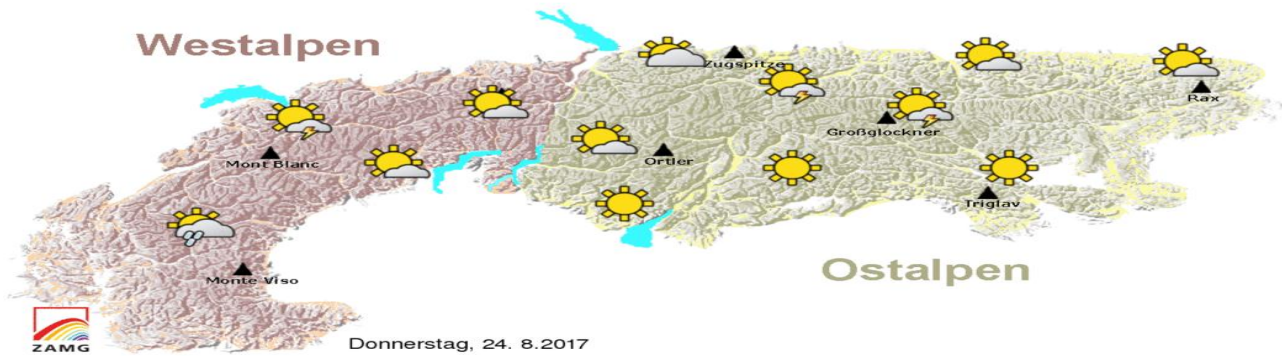 Westalpen
Zugspitze
Rax
Großglockner
Mont Blanc
Ortler
Triglav
Ostalpen
Monte Viso
ZAMG
Donnerstag, 24. 8.2017